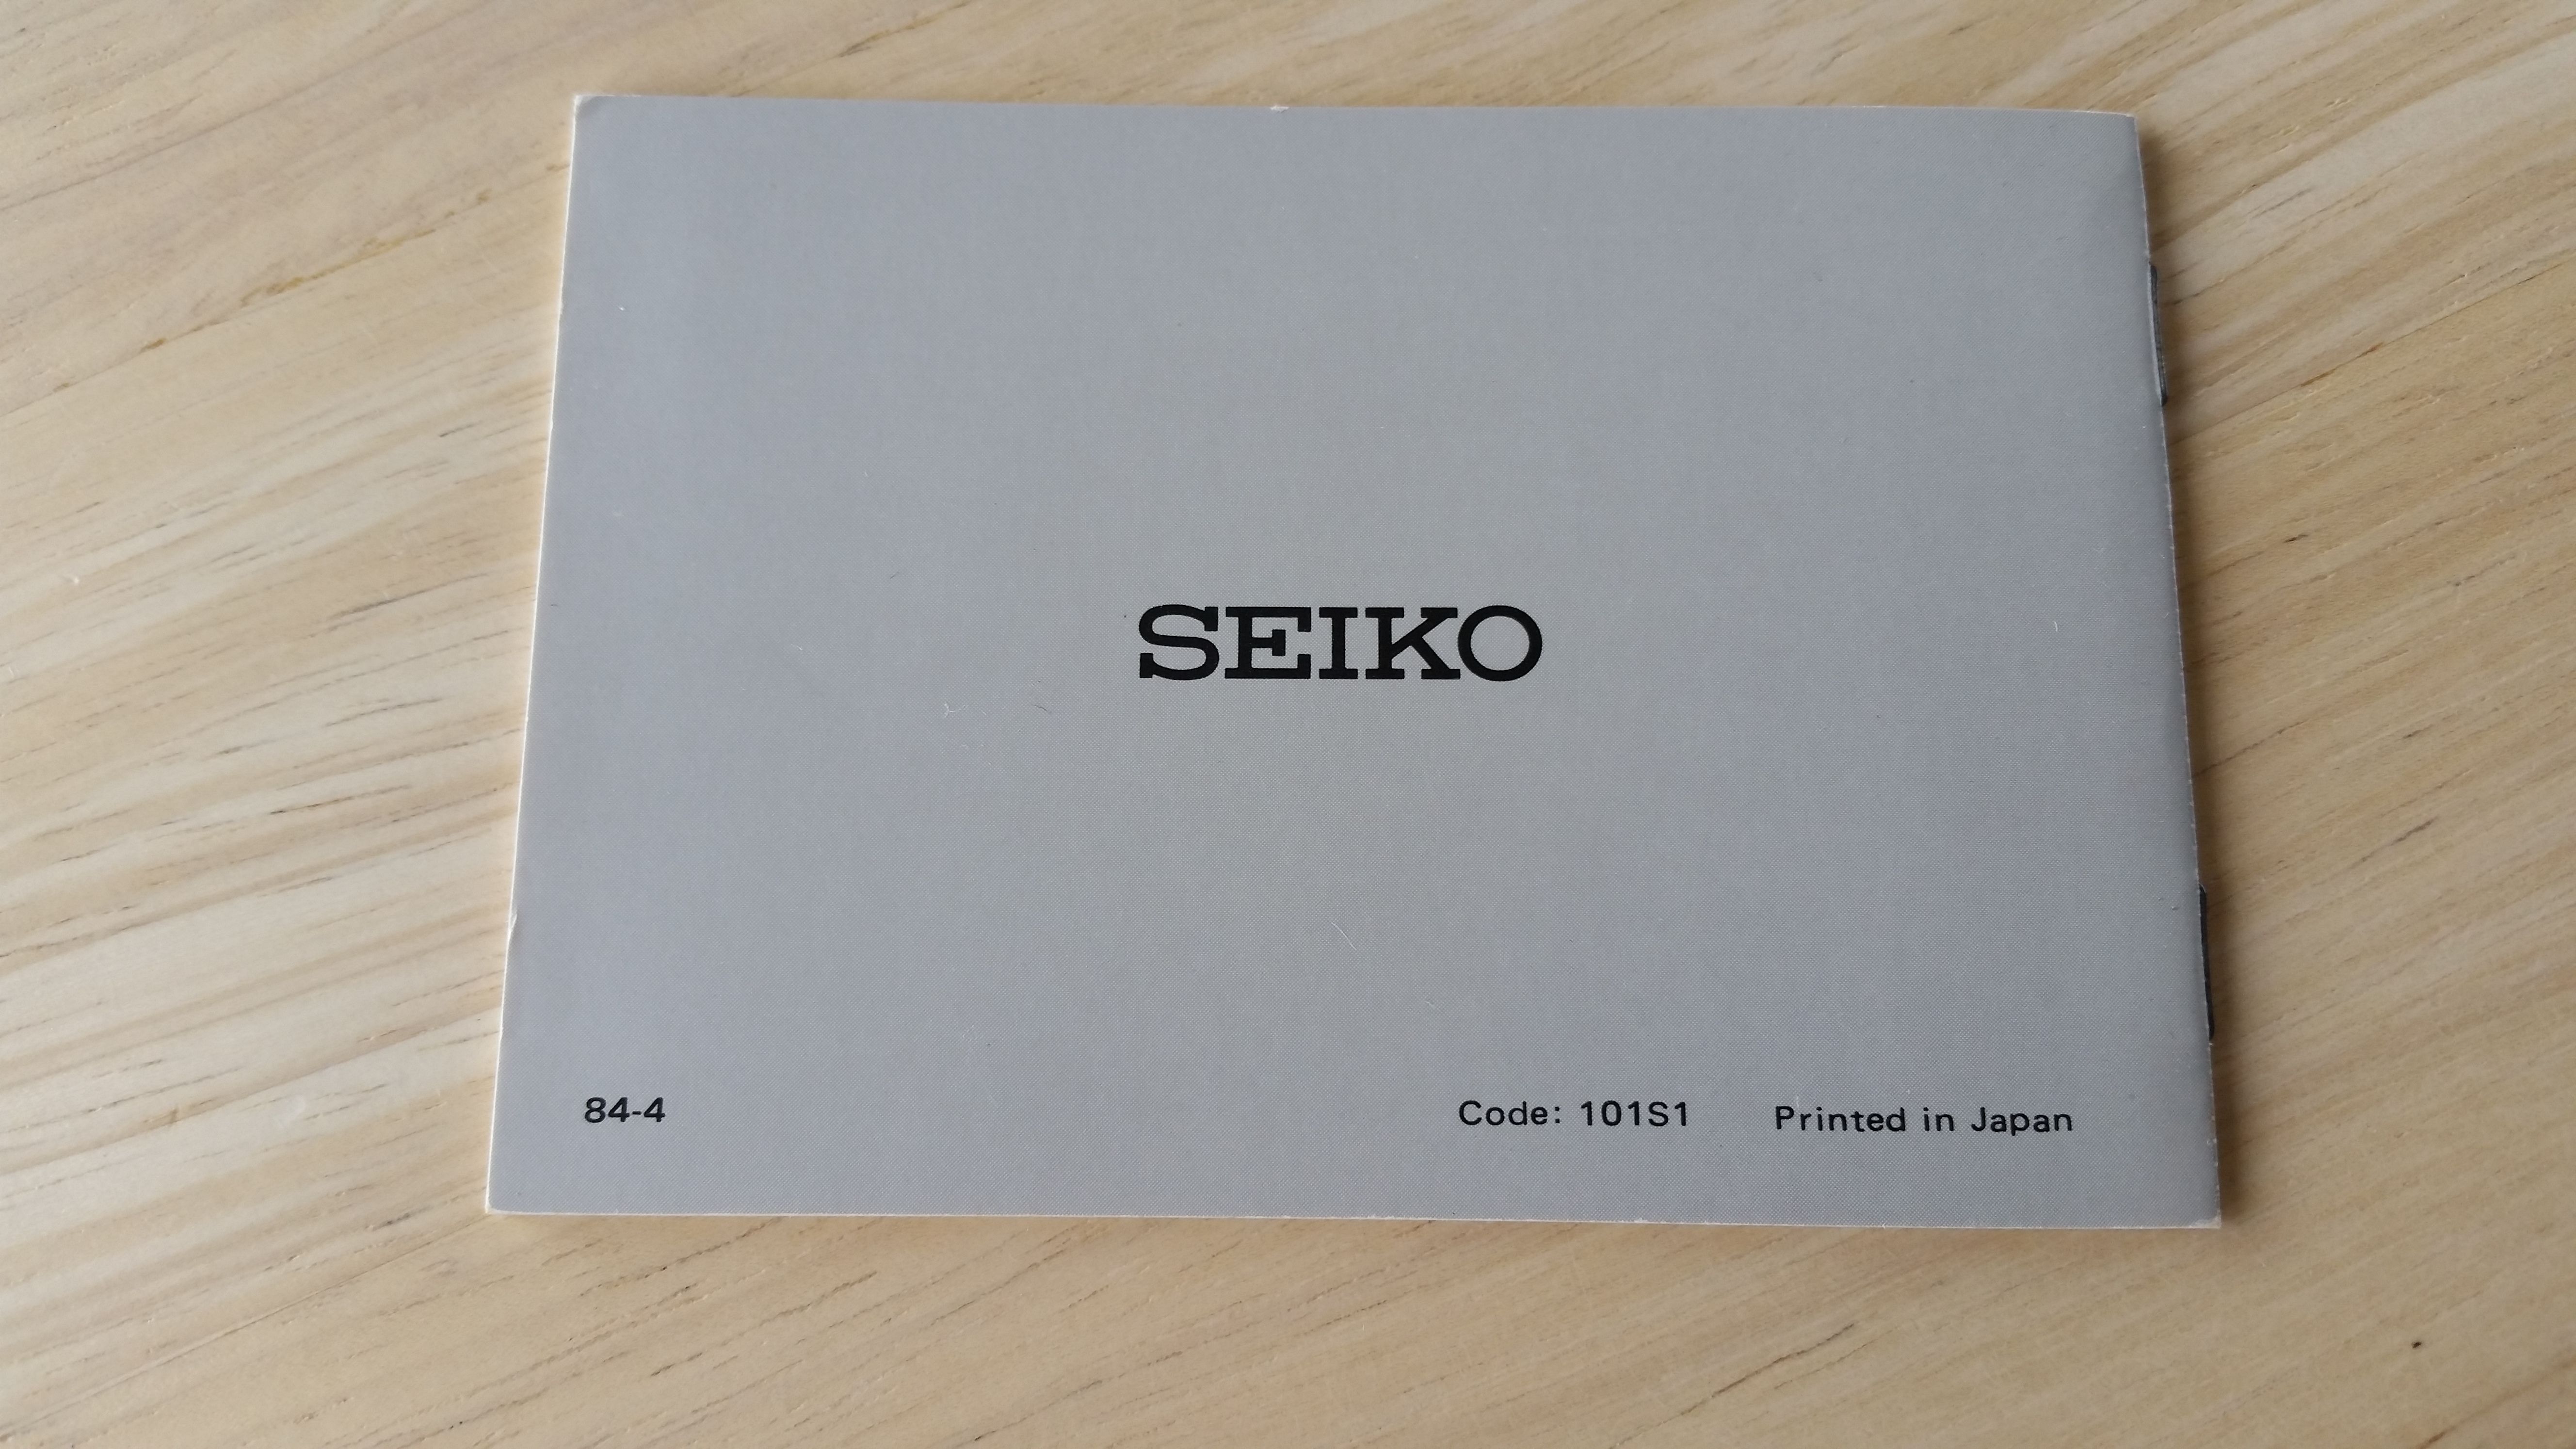 SEIKO
84-4 Code: 101S1 Printed in Japan